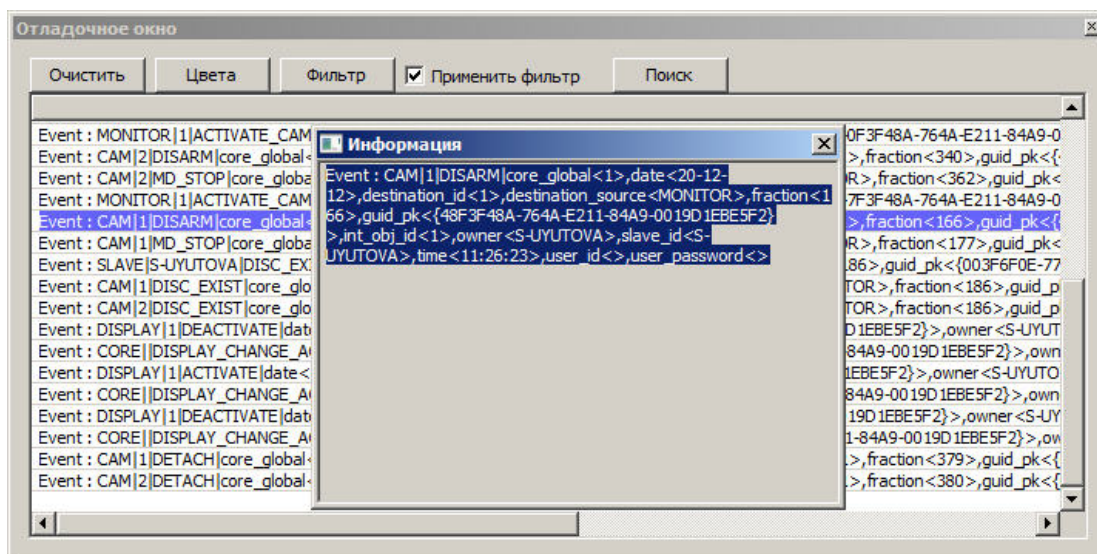 Отладочное окно
Очистить Цвета Фильтр Применить фильтр Поиск
Event : MONITOR|1|ACTIVATE_CAM 0F3F48A-764A-E211-84A9-0
Event : CAM|2|DISARM|core_global< >,fraction<340>,guid_pk<{
Event : CAM|2|MD_STOP|core_globa R>,fraction<362>,guid_pk<
Event : MONITOR|1|ACTIVATE_CAM 7F3F48A-764A-E211-84A9-0
Event : CAM|1|DISARM|core_global< >,fraction<166>,guid_pk<{
Event : CAM|1|MD_STOP|core_globa R>,fraction<177>,guid_pk<
Event : SLAVE|S-UYUTOVA|DISC_EX 86>,guid_pk<{003F6F0E-77
Event : CAM|1|DISC_EXIST|core_glo TOR>,fraction<186>,guid_p
Event : CAM|2|DISC_EXIST|core_glo TOR>,fraction<186>,guid_p
Event : DISPLAY|1|DEACTIVATE|dat D1EBE5F2}>,owner<S-UYUT
Event : CORE||DISPLAY_CHANGE_A 84A9-0019D1EBE5F2}>,own
Event : DISPLAY|1|ACTIVATE|date< 1EBE5F2}>,owner<S-UYUTO
Event : CORE||DISPLAY_CHANGE_A 84A9-0019D1EBE5F2}>,own
Event : DISPLAY|1|DEACTIVATE|dat 19D1EBE5F2}>,owner<S-UY
Event : CORE||DISPLAY_CHANGE_A 1-84A9-0019D1EBE5F2}>,ow
Event : CAM|1|DETACH|core_global< >,fraction<379>,guid_pk<{
Event : CAM|2|DETACH|core_global< >,fraction<380>,guid_pk<{
Информация
Event : CAM|1|DISARM|core_global<1>,date<20-12-
12>,destination_id<1>,destination_source<MONITOR>,fraction<1
66>,guid_pk<{48F3F48A-764A-E211-84A9-0019D1EBE5F2}
>,int_obj_id<1>,owner<S-UYUTOVA>,slave_id<S-
UYUTOVA>,time<11:26:23>,user_id<>,user_password<>